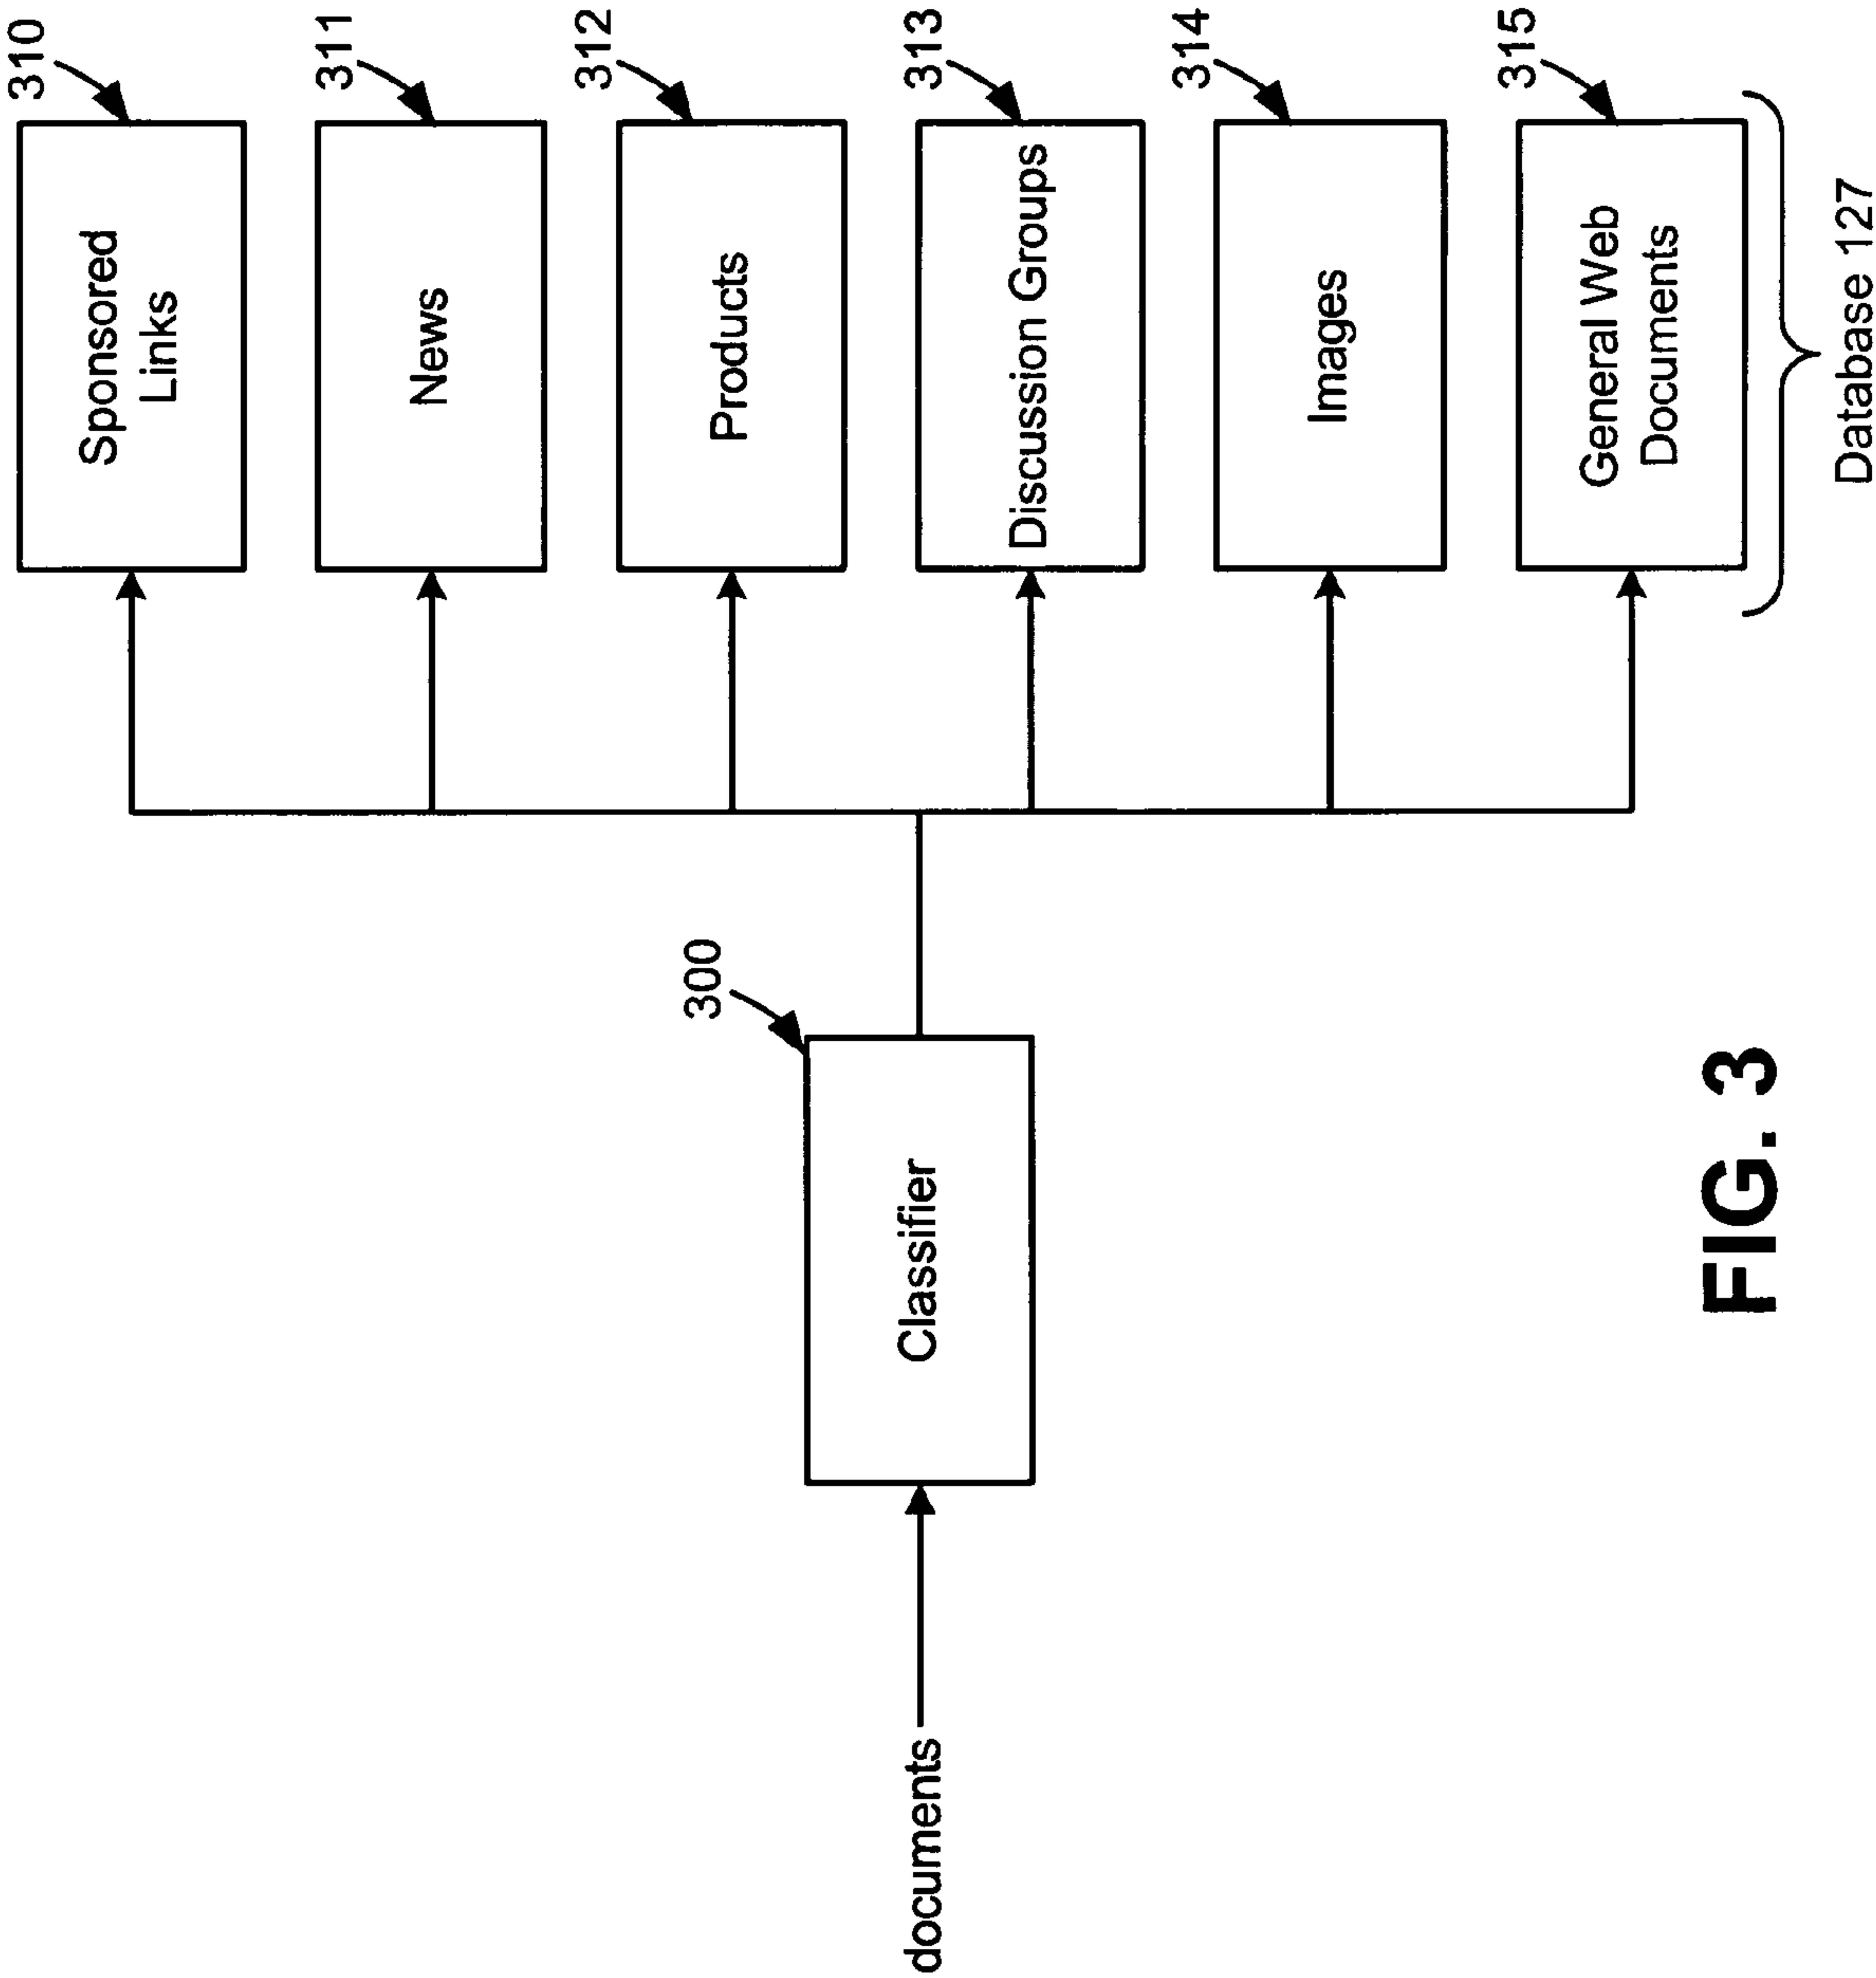 documents
Classifier
300
Sponsored
Links
310
News
311
Products
312
Discussion Groups
313
Images
314
General Web
Documents
315
Database 127
FIG. 3